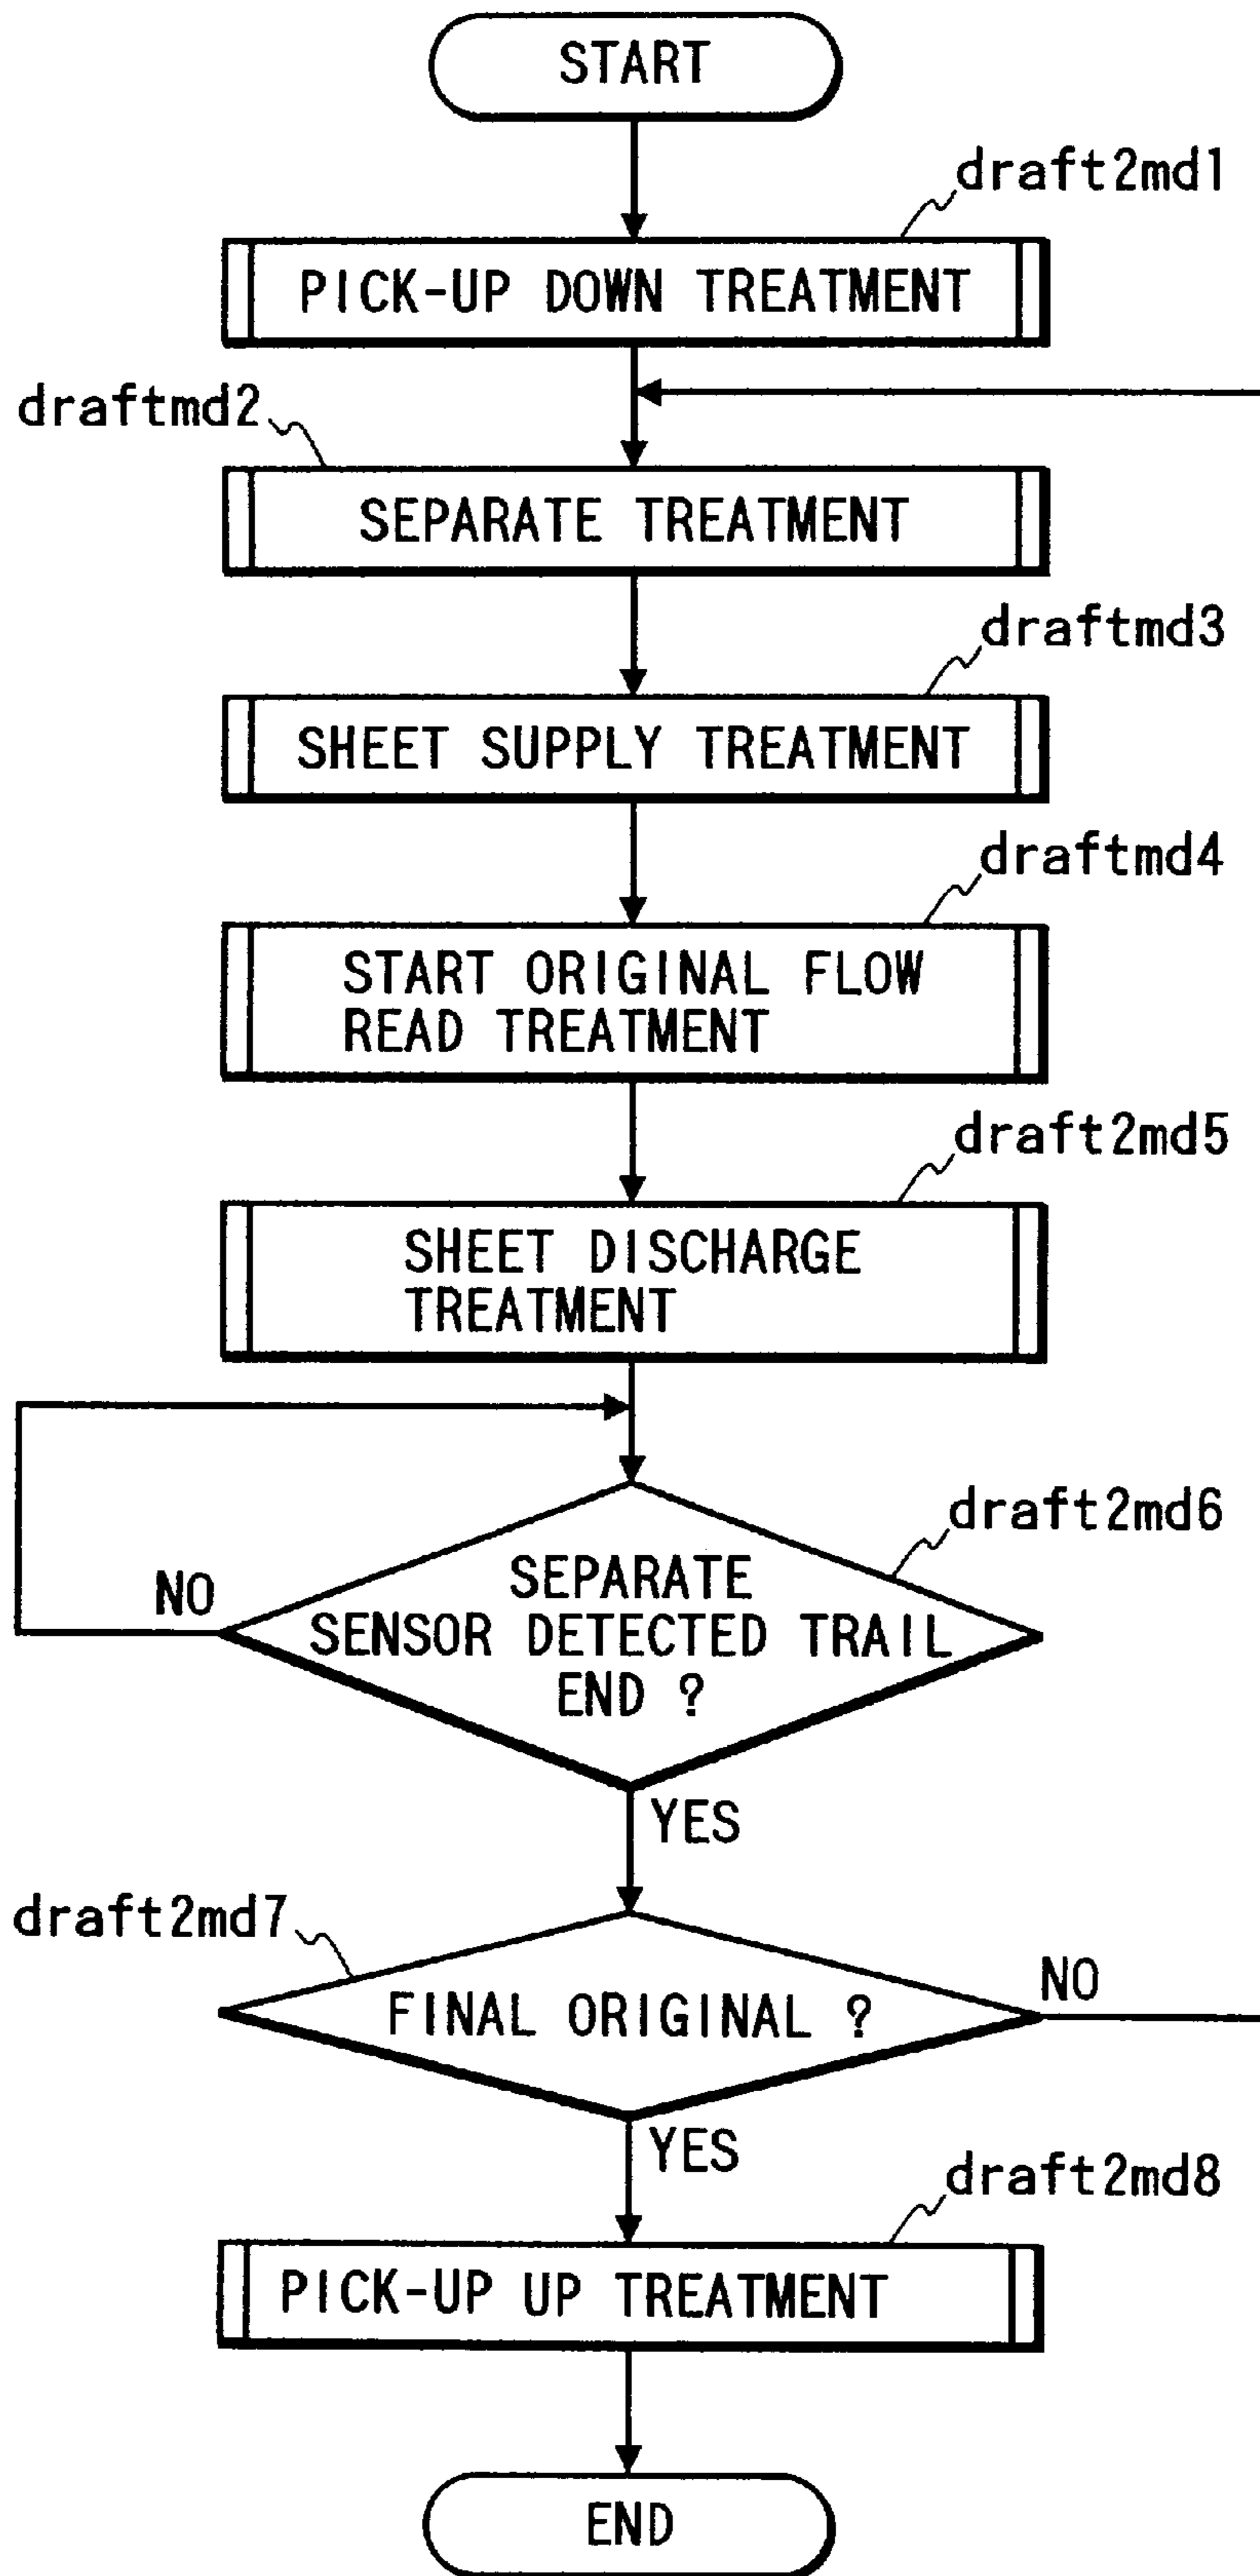 START
draft2md1
PICK-UP DOWN TREATMENT
draftmd2
SEPARATE TREATMENT
draftmd3
SHEET SUPPLY TREATMENT
draftmd4
START ORIGINAL FLOW
READ TREATMENT
draft2md5
SHEET DISCHARGE
TREATMENT
draft2md6
SEPARATE
SENSOR DETECTED TRAIL
END ?
NO
YES
draft2md7
FINAL ORIGINAL ?
NO
YES
draft2md8
PICK-UP UP TREATMENT
END